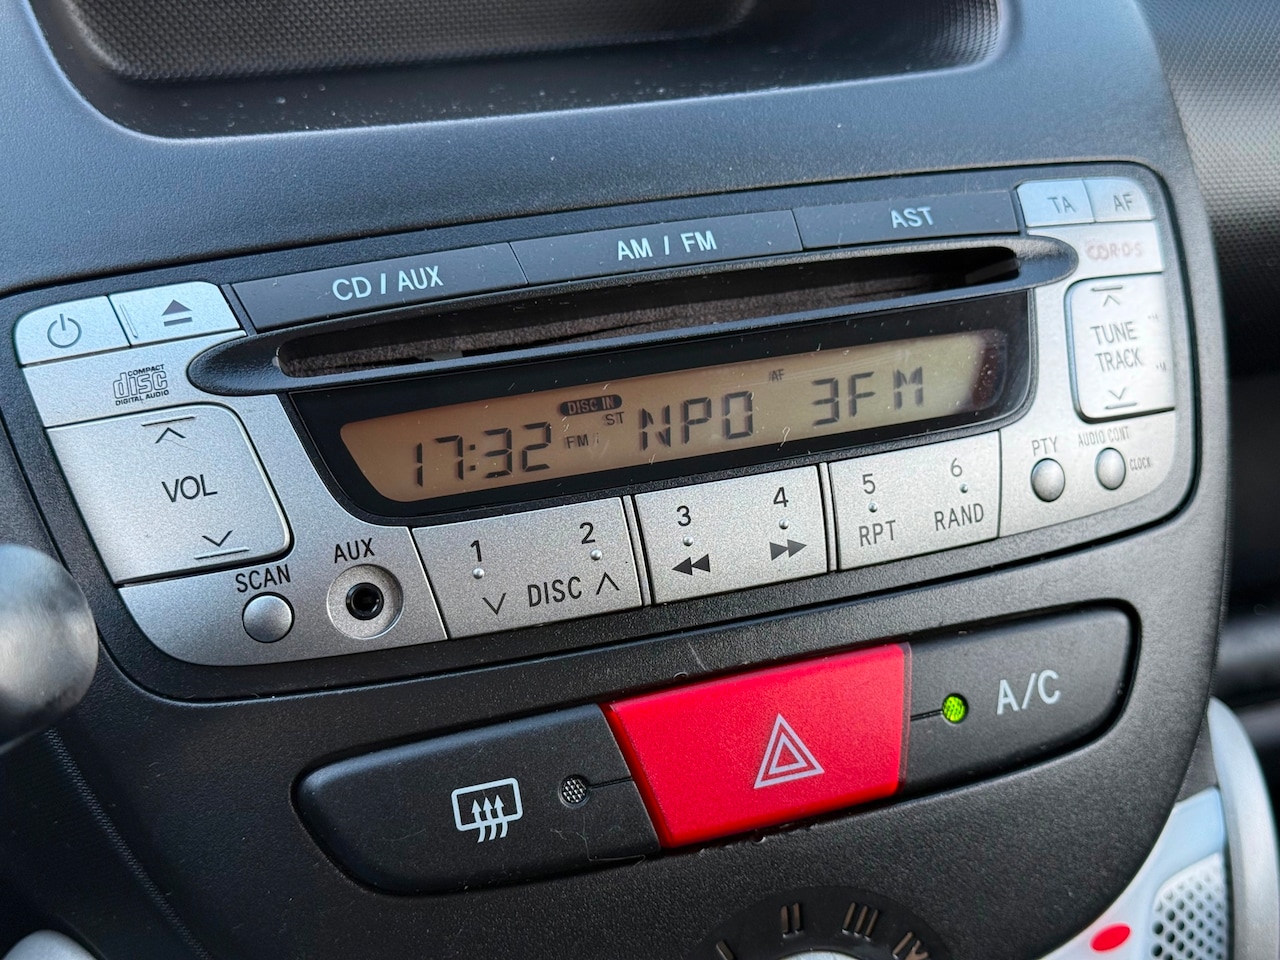 CD / AUX
AM / FM
AST
TA
AF
COMPACT
disc
DIGITAL AUDIO
VOL
17:32
DISC IN
FM
ST
NPO 3FM
AF
TUNE
TRACK
PTY
AUDIO CONT
CLOCK
SCAN
AUX
1
2
DISC
3
4
5
RPT
6
RAND
A/C
II
III